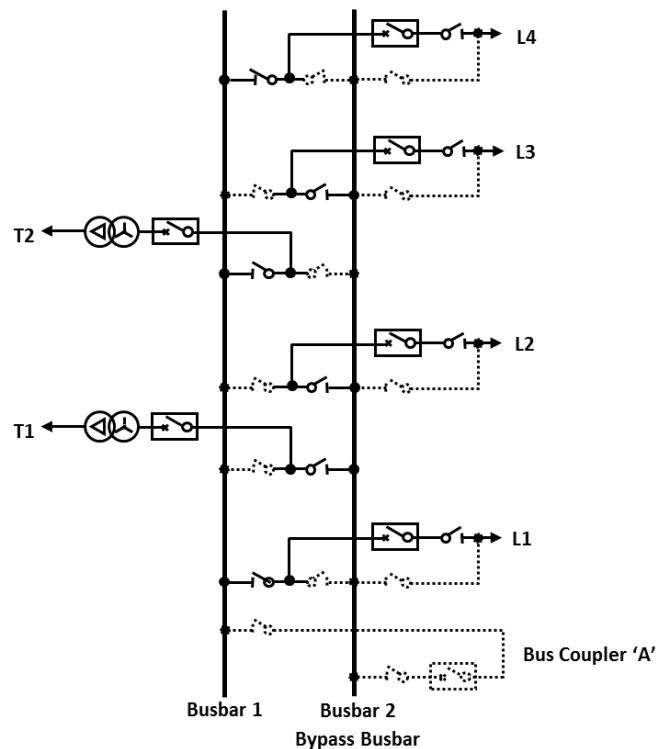 L4
L3
T2
L2
T1
L1
Bus Coupler ‘A’
Busbar 1
Busbar 2
Bypass Busbar